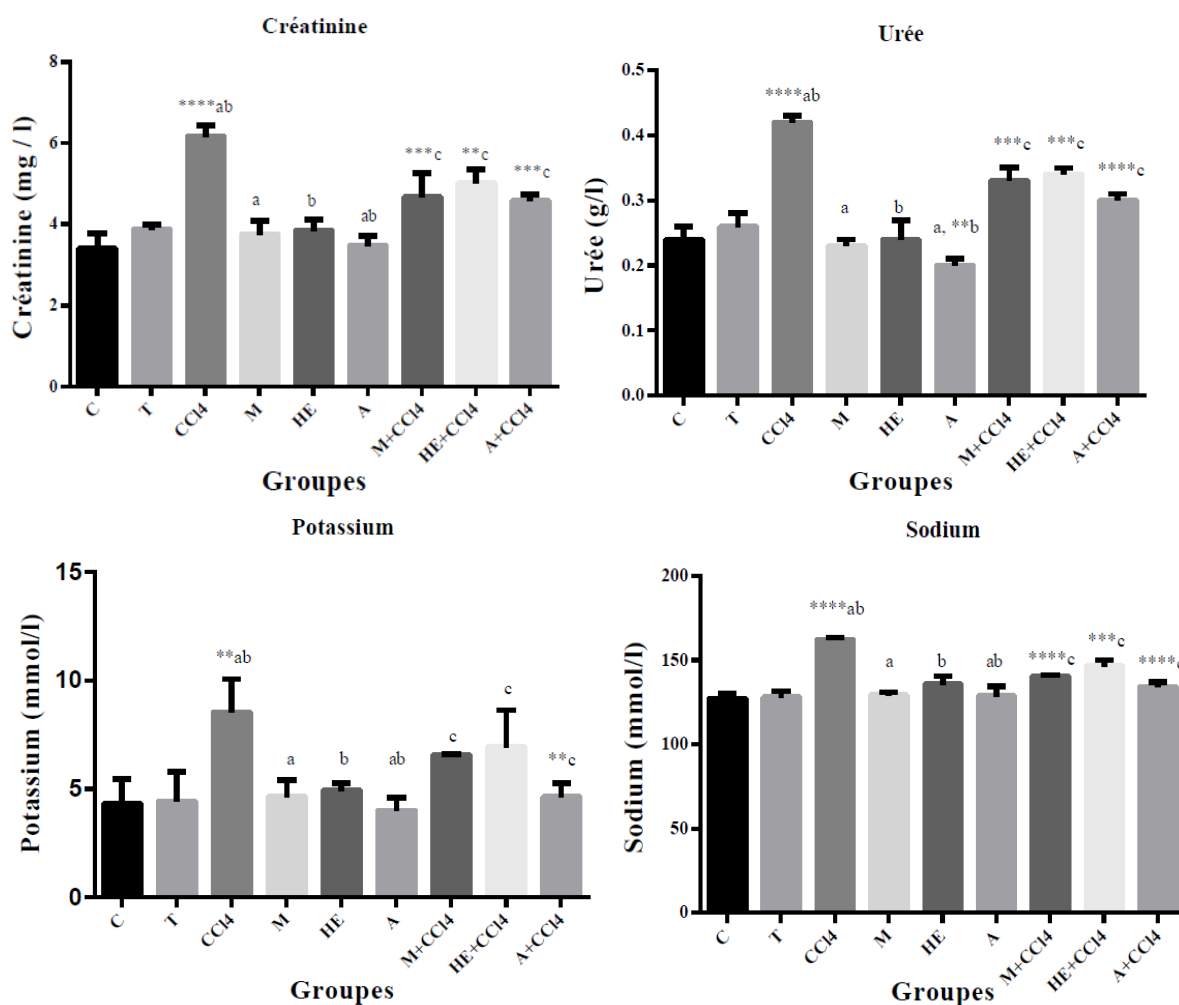 Créatinine
Créatinine (mg / l)
8
6
4
2
0
****ab
a
b
ab
***c
**c
***c
C
T
CCl4
M
HE
A
M+CCl4
HE+CCl4
A+CCl4
Groupes
Urée
Urée (g/l)
0.5
0.4
0.3
0.2
0.1
0.0
****ab
a
b
a, **b
***c
***c
****c
C
T
CCl4
M
HE
A
M+CCl4
HE+CCl4
A+CCl4
Groupes
Potassium
Potassium (mmol/l)
15
10
5
0
**ab
a
b
ab
c
c
**c
C
T
CCl4
M
HE
A
M+CCl4
HE+CCl4
A+CCl4
Groupes
Sodium
Sodium (mmol/l)
200
150
100
50
0
****ab
a
b
ab
****c
***c
****c
C
T
CCl4
M
HE
A
M+CCl4
HE+CCl4
A+CCl4
Groupes